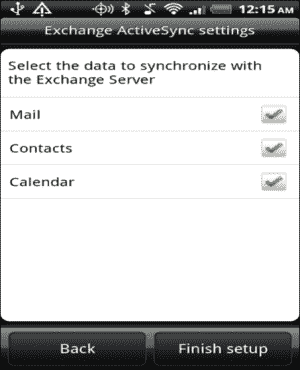 12:15 AM
Exchange ActiveSync settings
Select the data to synchronize with
the Exchange Server
Mail
Contacts
Calendar
Back Finish setup